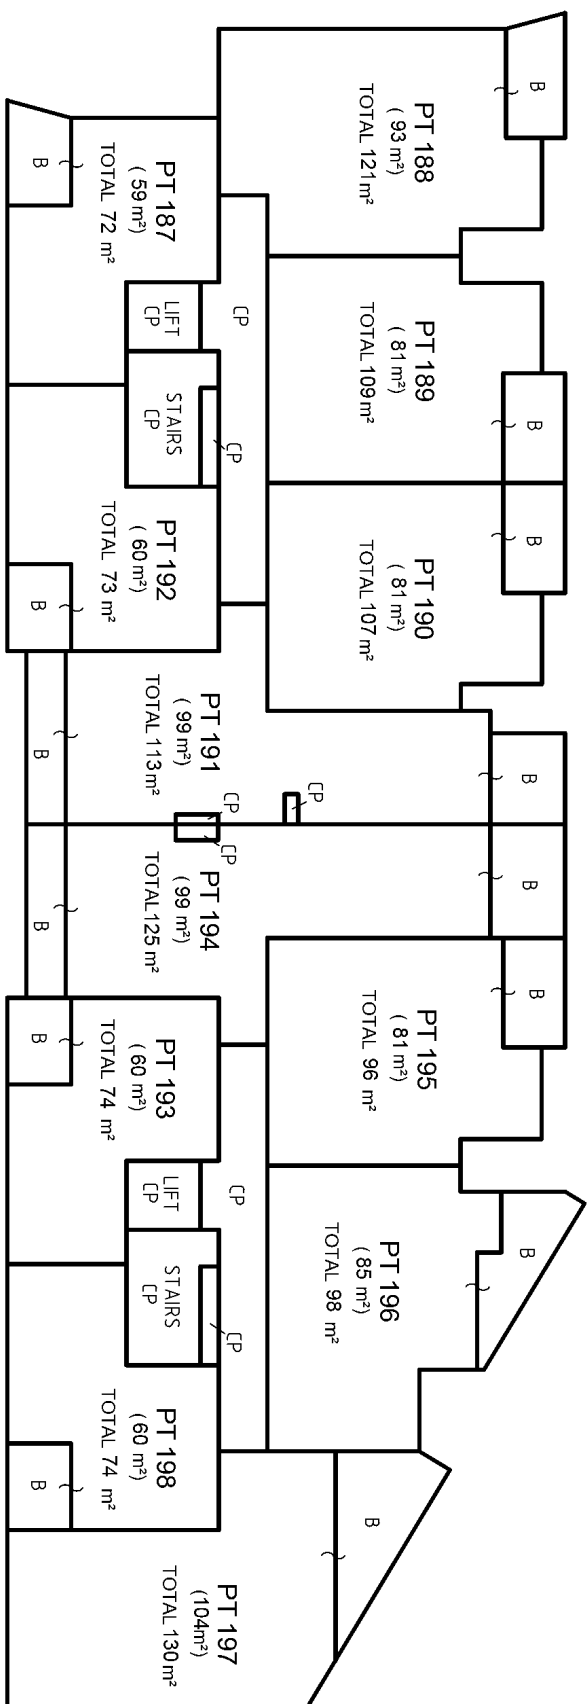 B
PT 188
( 93 m²)
TOTAL 121m²
B
PT 187
( 59 m²)
TOTAL 72 m²
CP
LIFT
CP
PT 189
( 81 m²)
TOTAL 109m²
B
STAIRS
CP
CP
B
PT 190
( 81 m²)
TOTAL 107m²
PT 192
( 60 m²)
TOTAL 73 m²
B
B
PT 191
( 99 m²)
TOTAL 113m²
B
CP
CP
CP
B
PT 194
( 99 m²)
TOTAL 125 m²
B
B
PT 195
( 81 m²)
TOTAL 96 m²
PT 193
( 60 m²)
TOTAL 74 m²
B
CP
LIFT
CP
B
PT 196
( 85 m²)
TOTAL 98 m²
STAIRS
CP
CP
PT 198
( 60 m²)
TOTAL 74 m²
B
B
PT 197
(104m²)
TOTAL 130m²